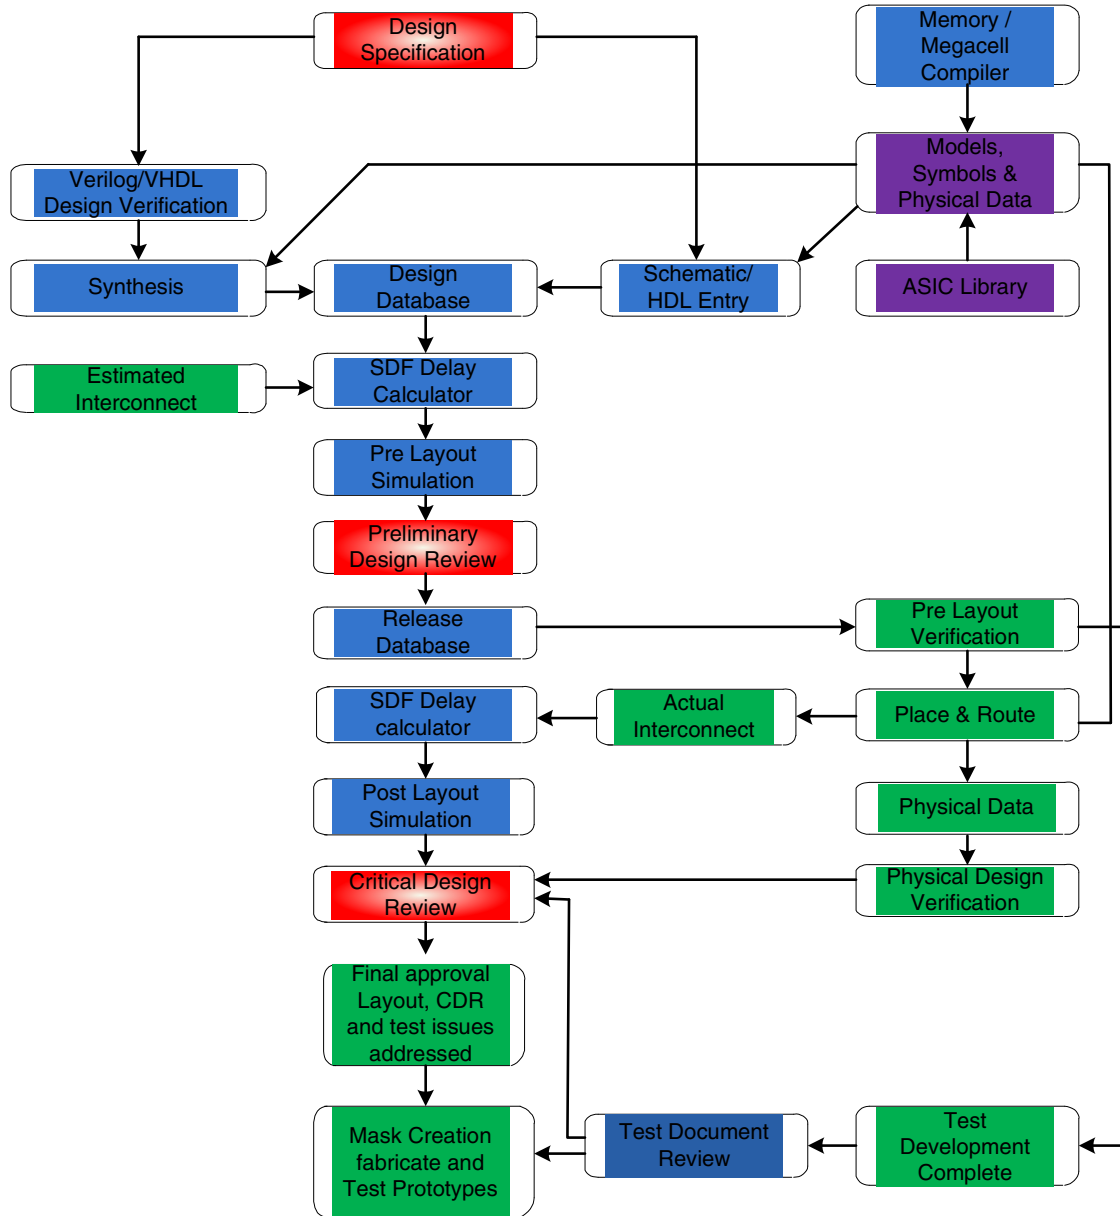 Design
Specification
Memory /
Megacell
Compiler
Verilog/VHDL
Design Verification
Models,
Symbols &
Physical Data
Synthesis
Design
Database
Schematic/
HDL Entry
ASIC Library
Estimated
Interconnect
SDF Delay
Calculator
Pre Layout
Simulation
Preliminary
Design Review
Release
Database
Pre Layout
Verification
SDF Delay
calculator
Actual
Interconnect
Place & Route
Post Layout
Simulation
Physical Data
Critical Design
Review
Physical Design
Verification
Final approval
Layout, CDR
and test issues
addressed
Mask Creation
fabricate and
Test Prototypes
Test Document
Review
Test
Development
Complete